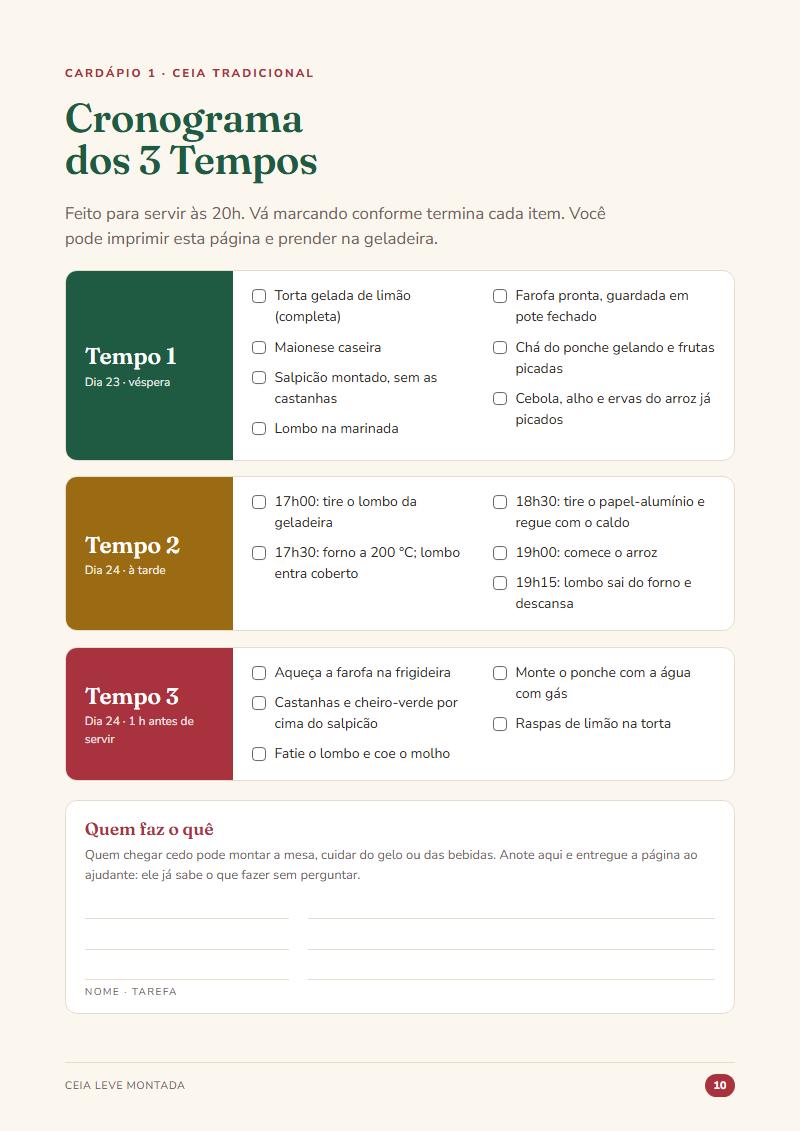 CARDÁPIO 1 · CEIA TRADICIONAL
Cronograma
dos 3 Tempos
Feito para servir às 20h. Vá marcando conforme termina cada item. Você
pode imprimir esta página e prender na geladeira.
Tempo 1
Dia 23 · véspera
Torta gelada de limão
(completa)
Maionese caseira
Salpicão montado, sem as
castanhas
Lombo na marinada
Farofa pronta, guardada em
pote fechado
Chá do ponche gelando e frutas
picadas
Cebola, alho e ervas do arroz já
picados
Tempo 2
Dia 24 · à tarde
17h00: tire o lombo da
geladeira
17h30: forno a 200 °C; lombo
entra coberto
18h30: tire o papel-alumínio e
regue com o caldo
19h00: comece o arroz
19h15: lombo sai do forno e
descansa
Tempo 3
Dia 24 · 1 h antes de
servir
Aqueça a farofa na frigideira
Castanhas e cheiro-verde por
cima do salpicão
Fatie o lombo e coe o molho
Monte o ponche com a água
com gás
Raspas de limão na torta
Quem faz o quê
Quem chegar cedo pode montar a mesa, cuidar do gelo ou das bebidas. Anote aqui e entregue a página ao
ajudante: ele já sabe o que fazer sem perguntar.
NOME · TAREFA
CEIA LEVE MONTADA
10